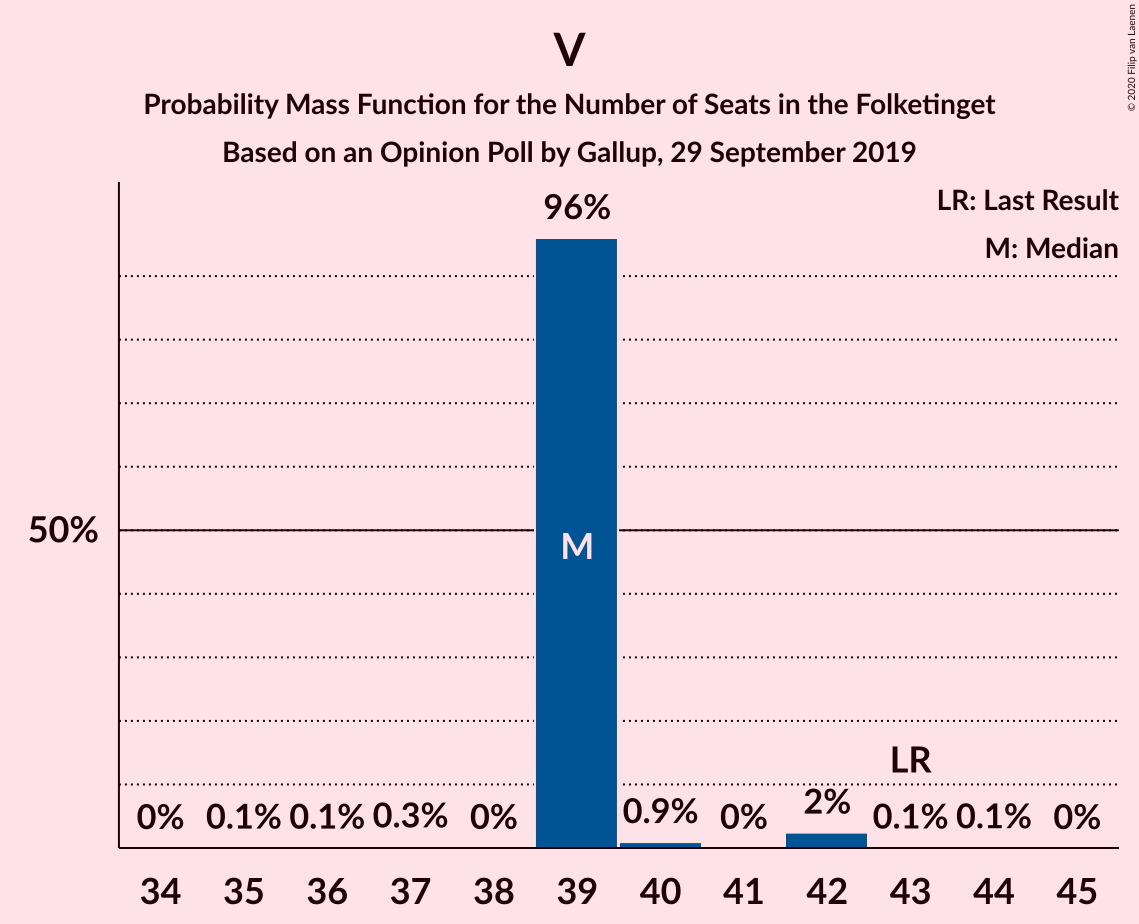 V
Probability Mass Function for the Number of Seats in the Folketinget
Based on an Opinion Poll by Gallup, 29 September 2019
© 2020 Filip van Laenen
LR: Last Result
M: Median
96%
50%
M
LR
0% 0.1% 0.1% 0.3% 0% 0.9% 0% 2% 0.1% 0.1% 0%
34 35 36 37 38 39 40 41 42 43 44 45